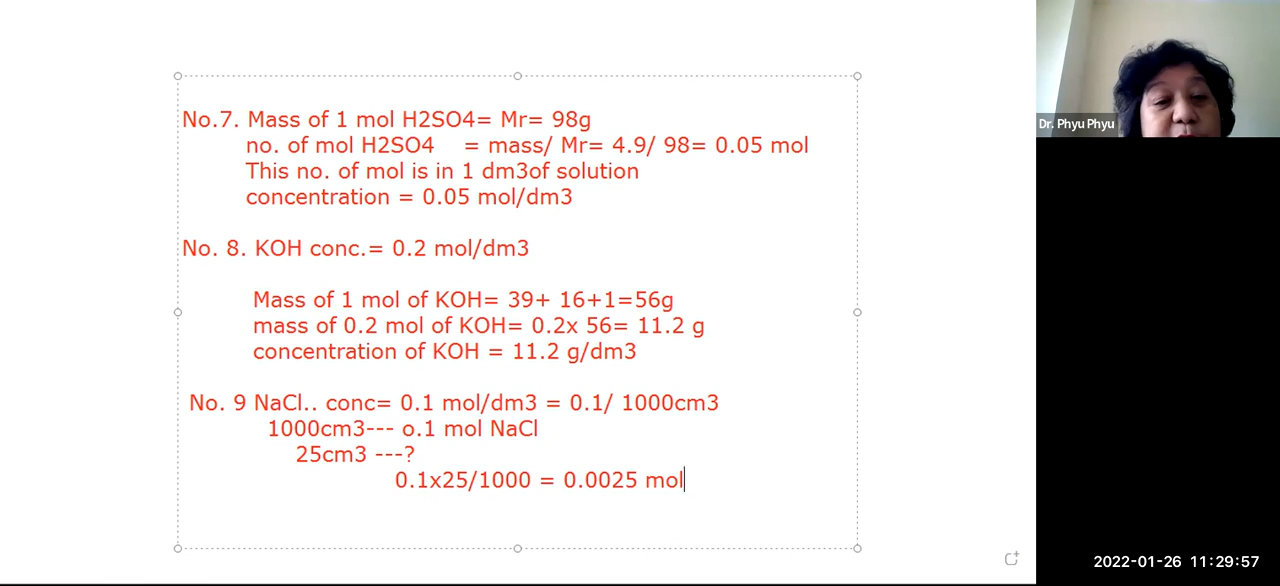 No.7. Mass of 1 mol H2SO4= Mr= 98g
no. of mol H2SO4 = mass/ Mr= 4.9/ 98= 0.05 mol
This no. of mol is in 1 dm3of solution
concentration = 0.05 mol/dm3
No. 8. KOH conc.= 0.2 mol/dm3
Mass of 1 mol of KOH= 39+ 16+1=56g
mass of 0.2 mol of KOH= 0.2x 56= 11.2 g
concentration of KOH = 11.2 g/dm3
No. 9 NaCl.. conc= 0.1 mol/dm3 = 0.1/ 1000cm3
1000cm3--- o.1 mol NaCl
25cm3 ---?
0.1x25/1000 = 0.0025 mol
Dr. Phyu Phyu
2022-01-26 11:29:57